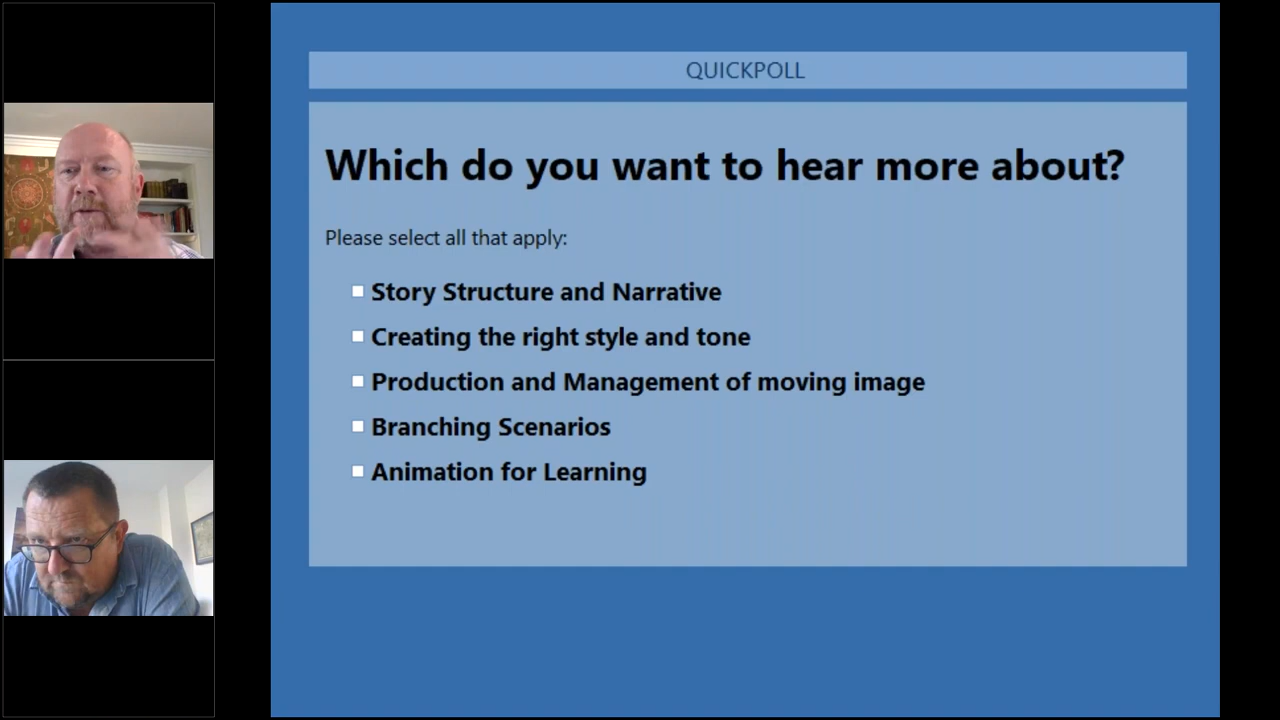 QUICKPOLL
Which do you want to hear more about?
Please select all that apply:
Story Structure and Narrative
Creating the right style and tone
Production and Management of moving image
Branching Scenarios
Animation for Learning